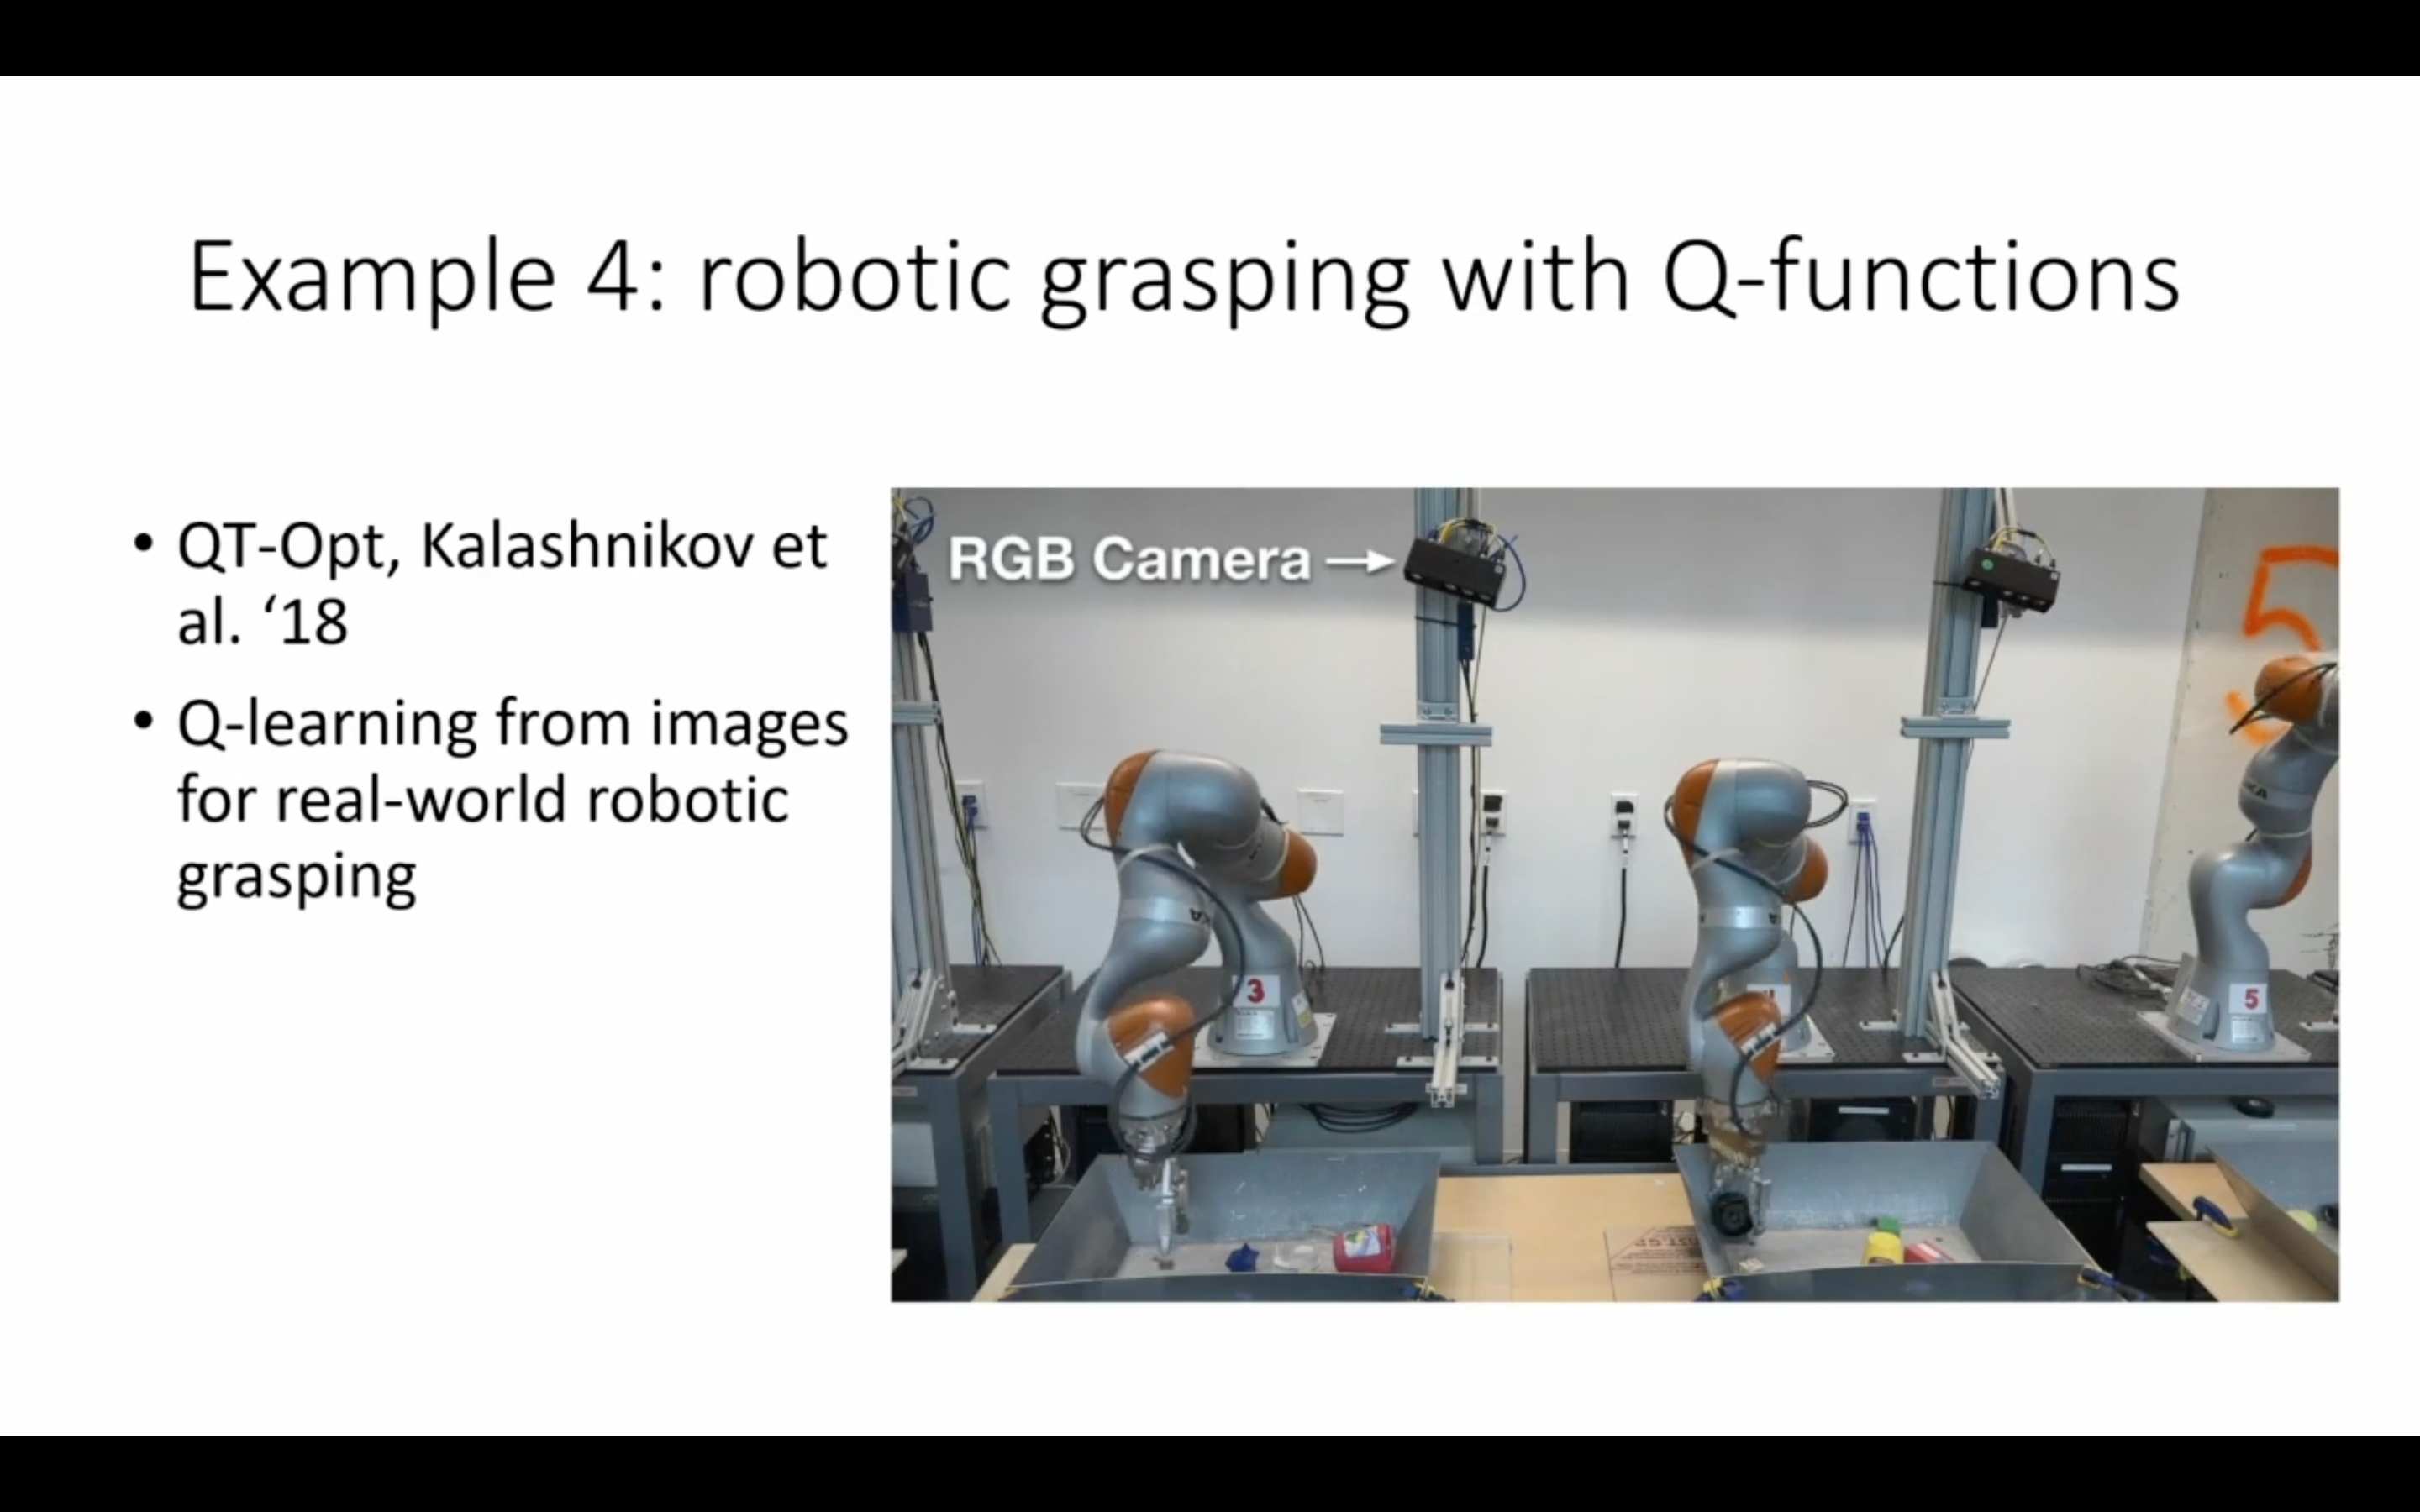 Example 4: robotic grasping with Q-functions
• QT-Opt, Kalashnikov et
al. ‘18
• Q-learning from images
for real-world robotic
grasping
RGB Camera
5
3
5